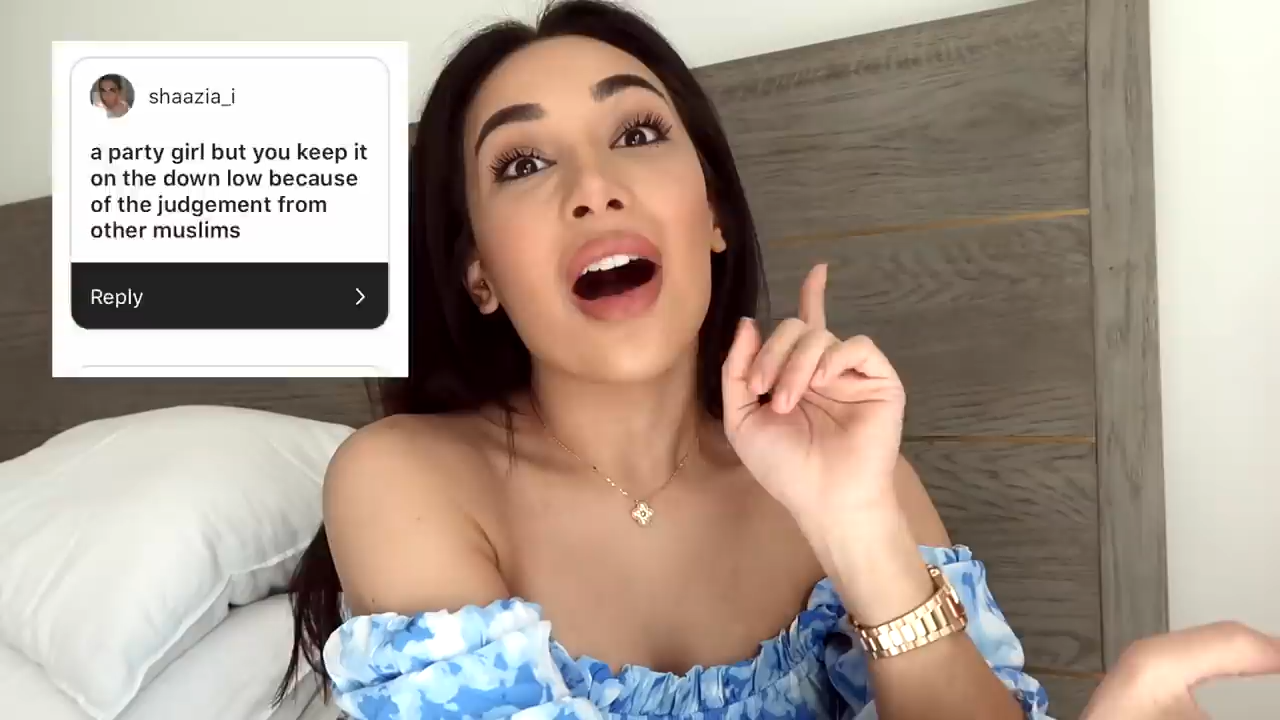 shaazia_i
a party girl but you keep it
on the down low because
of the judgement from
other muslims
Reply